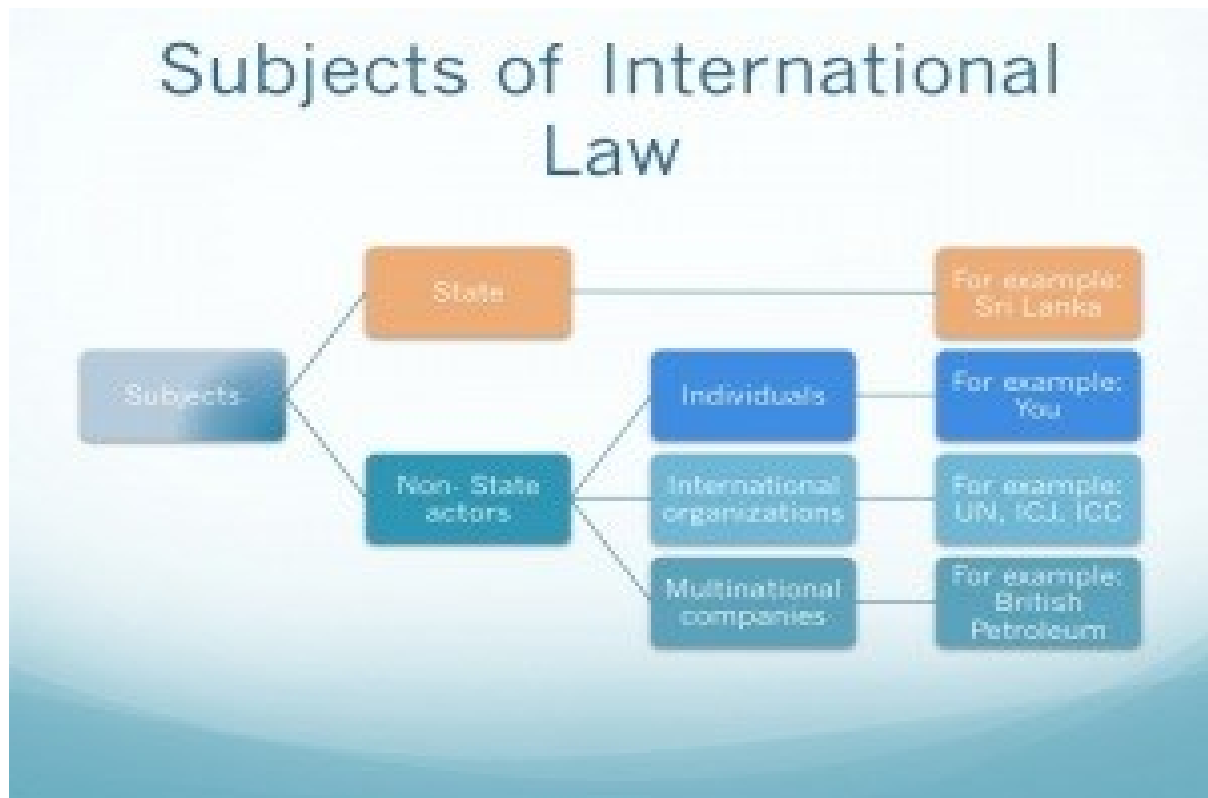 Subjects of International
Law
State
For example:
Sri Lanka
Subjects
Individuals
For example:
You
Non- State
actors
International
organizations
For example:
UN, ICJ, ICC
Multinational
companies
For example:
British
Petroleum